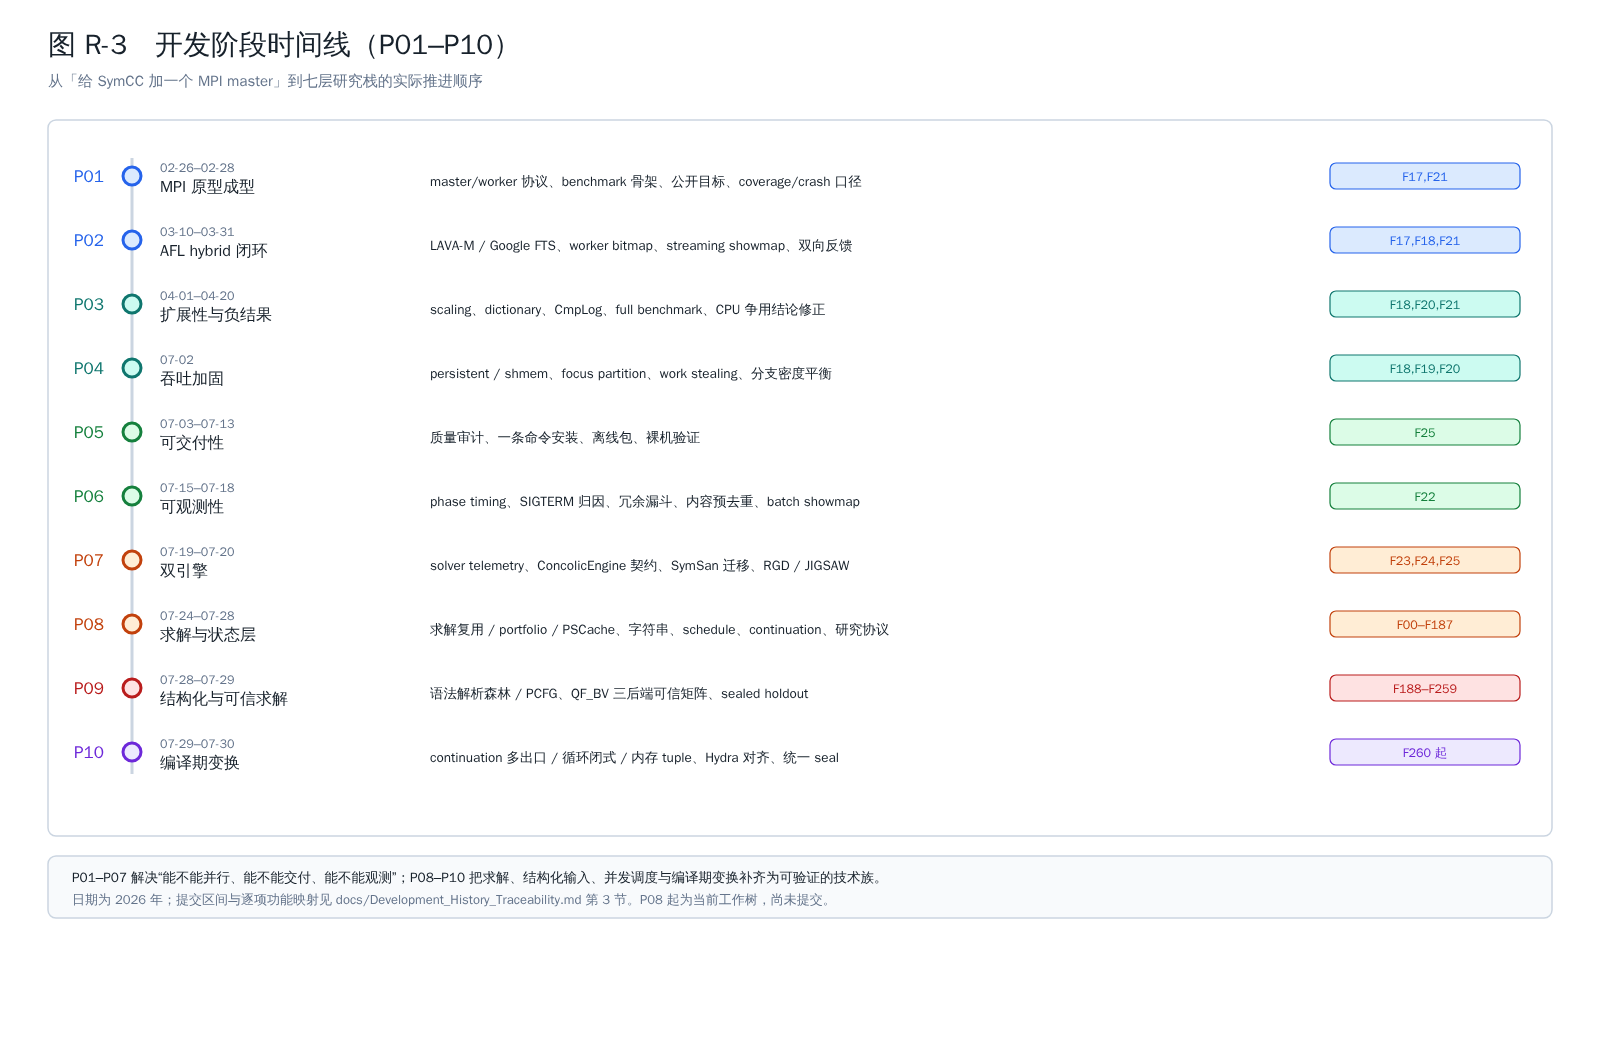 图 R-3　开发阶段时间线（P01—P10）
从「给 SymCC 加一个 MPI master」到七层研究栈的实际推进顺序
P01
02-26—02-28
MPI 原型成型
master/worker 协议、benchmark 骨架、公开目标、coverage/crash 口径
F17,F21
P02
03-10—03-31
AFL hybrid 闭环
LAVA-M / Google FTS、worker bitmap、streaming showmap、双向反馈
F17,F18,F21
P03
04-01—04-20
扩展性与负结果
scaling、dictionary、CmpLog、full benchmark、CPU 争用结论修正
F18,F20,F21
P04
07-02
吞吐加固
persistent / shmem、focus partition、work stealing、分支密度平衡
F18,F19,F20
P05
07-03—07-13
可交付性
质量审计、一条命令安装、离线包、裸机验证
F25
P06
07-15—07-18
可观测性
phase timing、SIGTERM 归因、冗余漏斗、内容预去重、batch showmap
F22
P07
07-19—07-20
双引擎
solver telemetry、ConcolicEngine 契约、SymSan 迁移、RGD / JIGSAW
F23,F24,F25
P08
07-24—07-28
求解与状态层
求解复用 / portfolio / PSCache、字符串、schedule、continuation、研究协议
F00—F187
P09
07-28—07-29
结构化与可信求解
语法解析森林 / PCFG、QF_BV 三后端可信矩阵、sealed holdout
F188—F259
P10
07-29—07-30
编译期变换
continuation 多出口 / 循环闭式 / 内存 tuple、Hydra 对齐、统一 seal
F260 起
P01—P07 解决“能不能并行、能不能交付、能不能观测”；P08—P10 把求解、结构化输入、并发调度与编译期变换补齐为可验证的技术族。
日期为 2026 年；提交区间与逐项功能映射见 docs/Development_History_Traceability.md 第 3 节。P08 起为当前工作树，尚未提交。